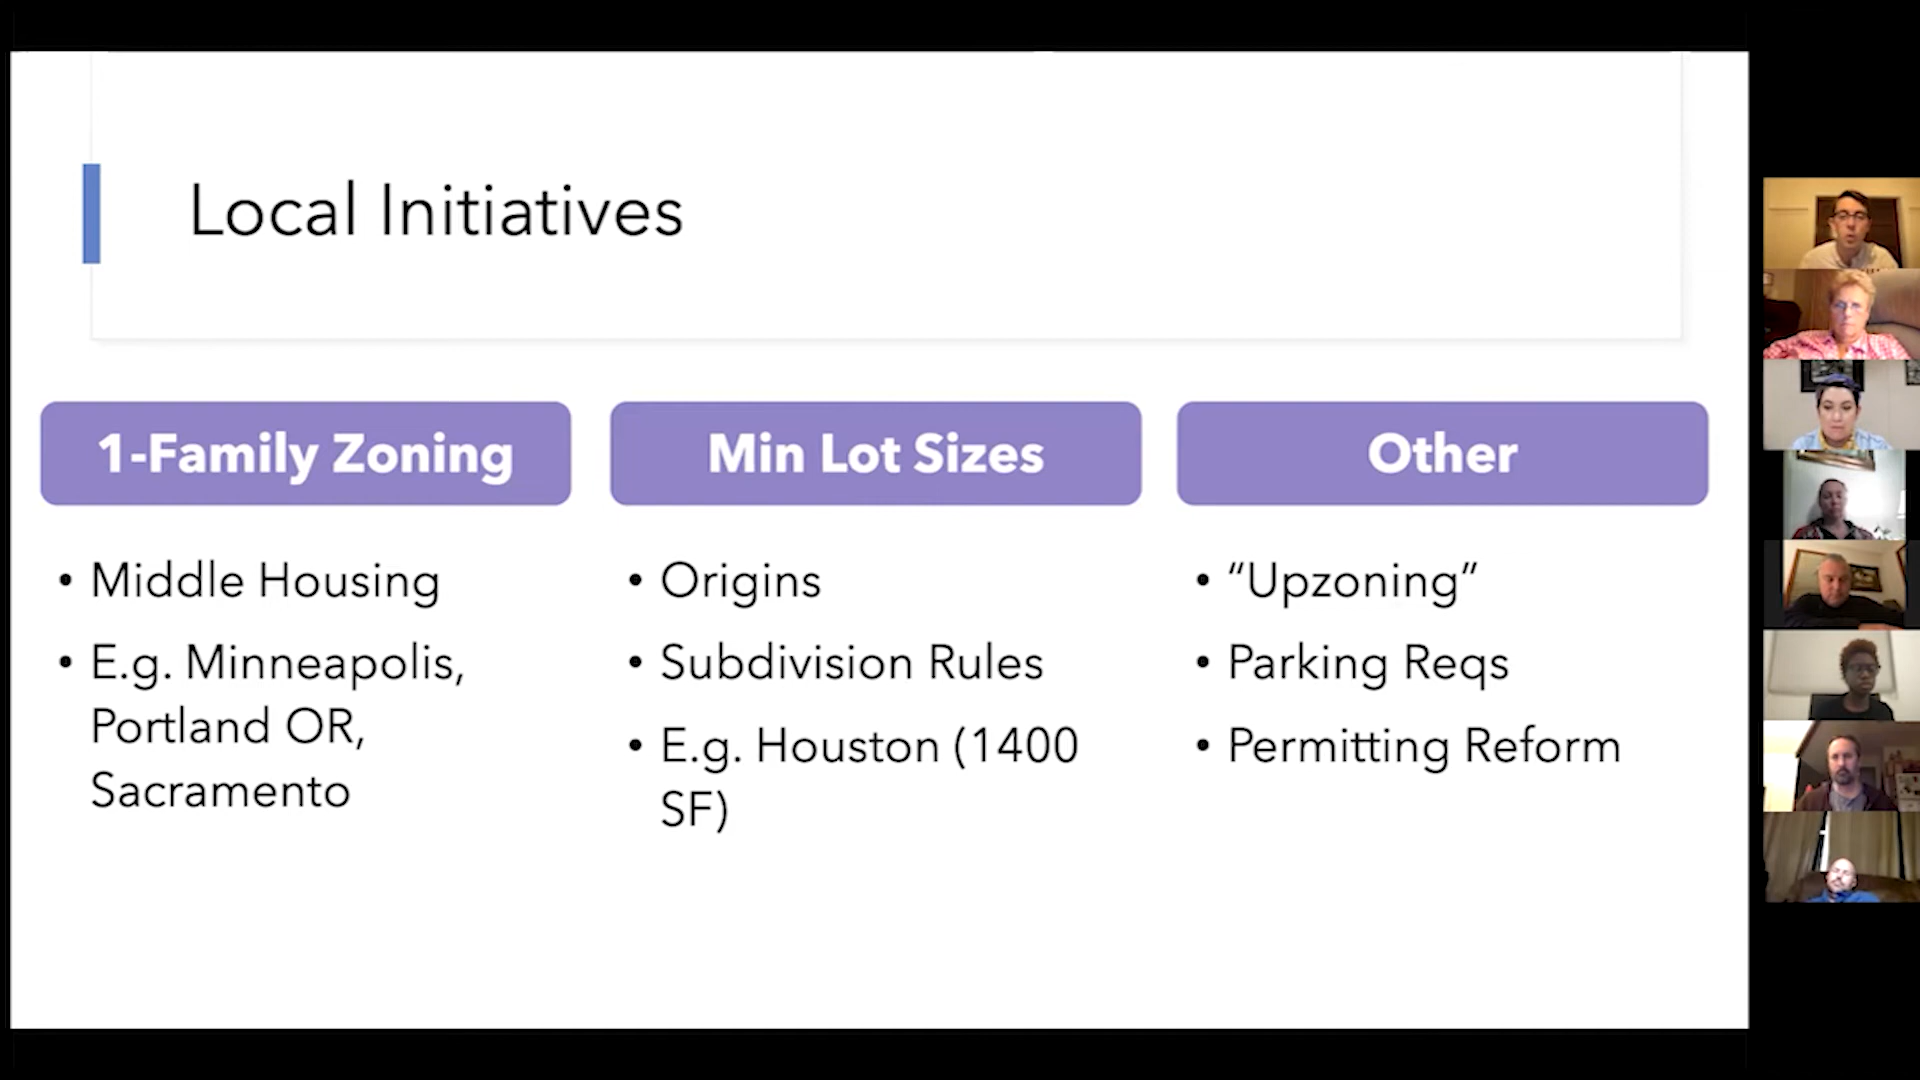 Local Initiatives
1-Family Zoning
• Middle Housing
• E.g. Minneapolis,
Portland OR,
Sacramento
Min Lot Sizes
• Origins
• Subdivision Rules
• E.g. Houston (1400
SF)
Other
• “Upzoning”
• Parking Reqs
• Permitting Reform